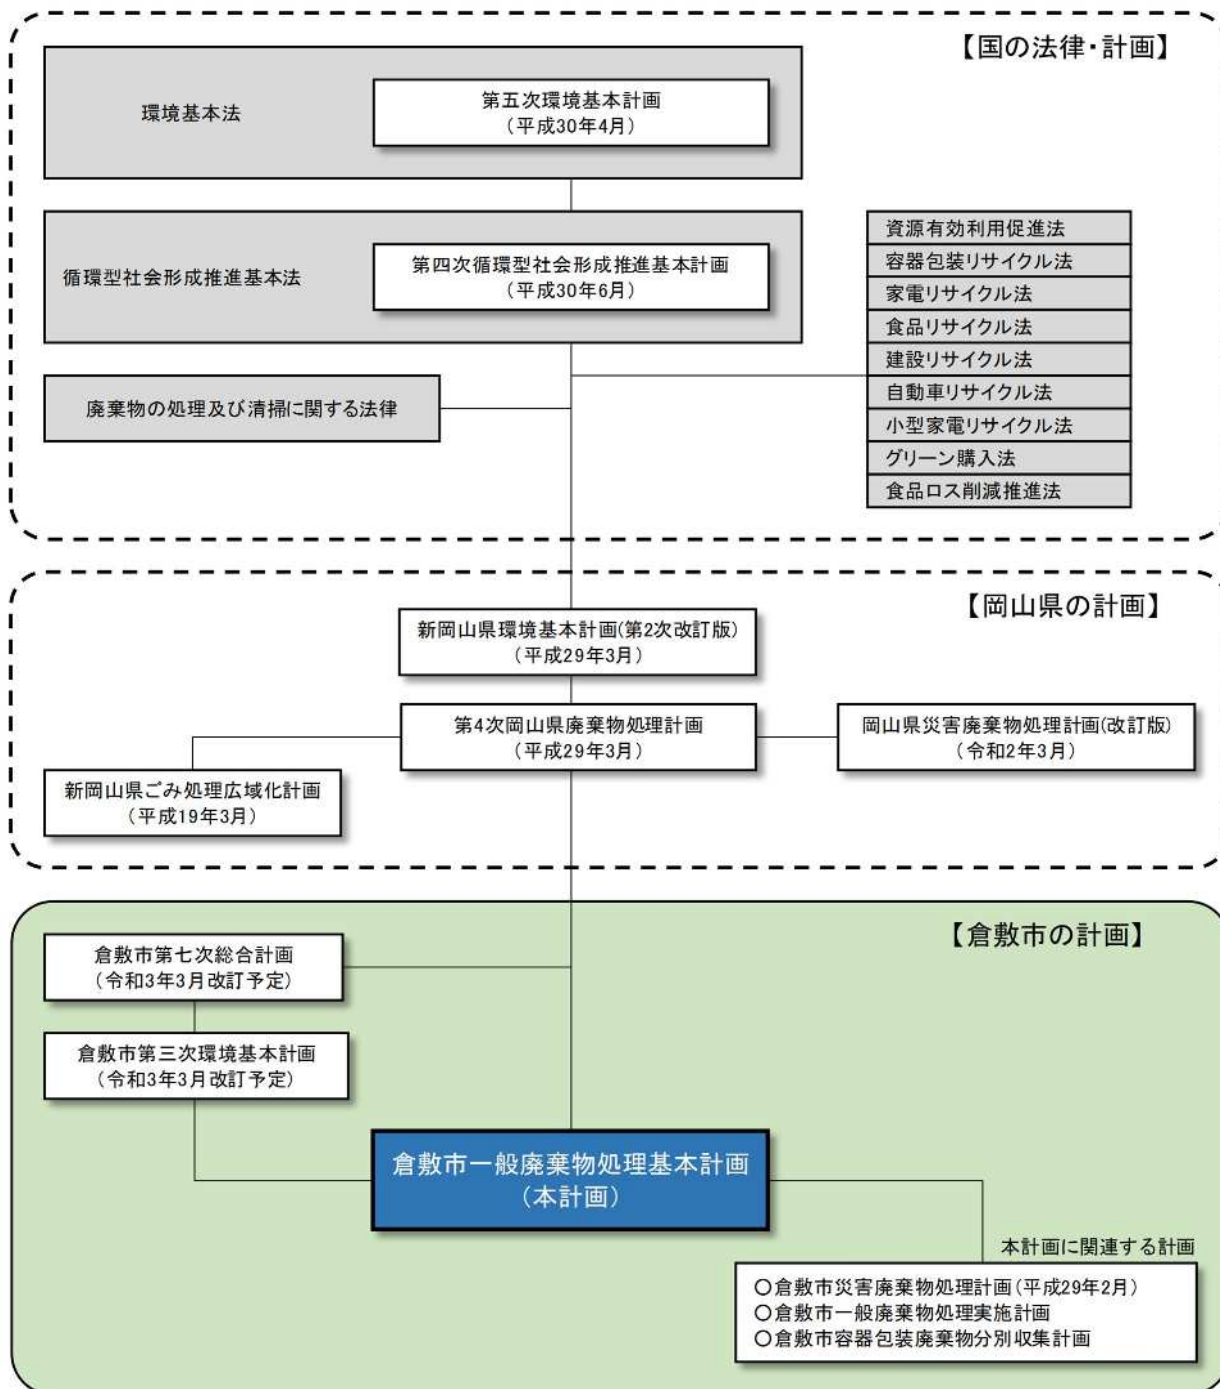 【国の法律・計画】
環境基本法
第五次環境基本計画
（平成30年4月）
循環型社会形成推進基本法
第四次循環型社会形成推進基本計画
（平成30年6月）
資源有効利用促進法
容器包装リサイクル法
家電リサイクル法
食品リサイクル法
建設リサイクル法
自動車リサイクル法
小型家電リサイクル法
グリーン購入法
食品ロス削減推進法
廃棄物の処理及び清掃に関する法律
【岡山県の計画】
新岡山県環境基本計画(第2次改訂版)
（平成29年3月）
第4次岡山県廃棄物処理計画
（平成29年3月）
岡山県災害廃棄物処理計画(改訂版)
（令和2年3月）
新岡山県ごみ処理広域化計画
（平成19年3月）
【倉敷市の計画】
倉敷市第七次総合計画
（令和3年3月改訂予定）
倉敷市第三次環境基本計画
（令和3年3月改訂予定）
倉敷市一般廃棄物処理基本計画
（本計画）
本計画に関連する計画
○倉敷市災害廃棄物処理計画（平成29年2月）
○倉敷市一般廃棄物処理実施計画
○倉敷市容器包装廃棄物分別収集計画